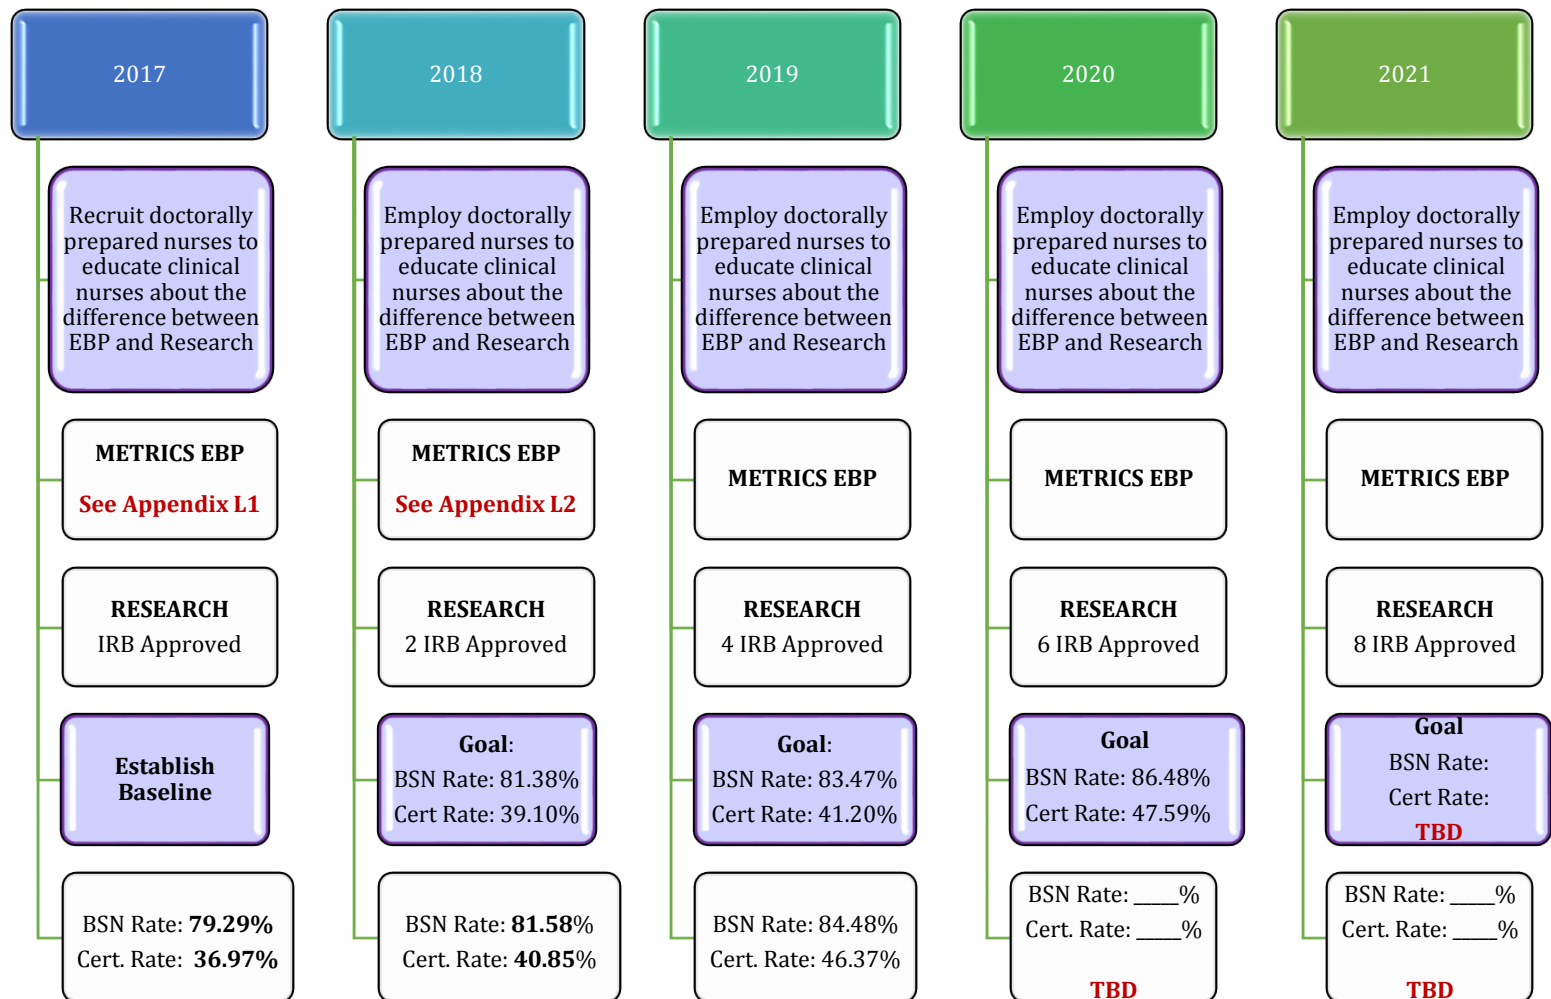 2017
Recruit doctorally
prepared nurses to
educate clinical
nurses about the
difference between
EBP and Research
METRICS EBP
See Appendix L1
RESEARCH
IRB Approved
Establish
Baseline
BSN Rate: 79.29%
Cert. Rate: 36.97%
2018
Employ doctorally
prepared nurses to
educate clinical
nurses about the
difference between
EBP and Research
METRICS EBP
See Appendix L2
RESEARCH
2 IRB Approved
Goal:
BSN Rate: 81.38%
Cert Rate: 39.10%
BSN Rate: 81.58%
Cert. Rate: 40.85%
2019
Employ doctorally
prepared nurses to
educate clinical
nurses about the
difference between
EBP and Research
METRICS EBP
RESEARCH
4 IRB Approved
Goal:
BSN Rate: 83.47%
Cert Rate: 41.20%
BSN Rate: 84.48%
Cert. Rate: 46.37%
2020
Employ doctorally
prepared nurses to
educate clinical
nurses about the
difference between
EBP and Research
METRICS EBP
RESEARCH
6 IRB Approved
Goal
BSN Rate: 86.48%
Cert Rate: 47.59%
BSN Rate: _____%
Cert. Rate: _____%
TBD
2021
Employ doctorally
prepared nurses to
educate clinical
nurses about the
difference between
EBP and Research
METRICS EBP
RESEARCH
8 IRB Approved
Goal
BSN Rate:
Cert Rate:
TBD
BSN Rate: _____%
Cert. Rate: _____%
TBD